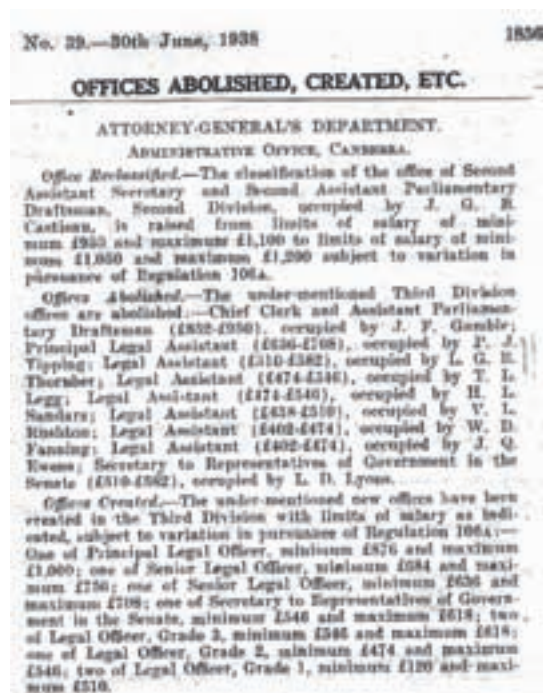 No. 39.—30th June, 1938
1836
OFFICES ABOLISHED, CREATED, ETC.
ATTORNEY-GENERAL'S DEPARTMENT.
ADMINISTRATIVE OFFICE, CANBERRA.
Office Reclassified.—The classification of the office of Second
Assistant Secretary and Second Assistant Parliamentary
Draftsman, Second Division, occupied by J. G. B.
Castieau, is raised from limits of salary of mini-
mum £950 and maximum £1,100 to limits of salary of mini-
mum £1,050 and maximum £1,200 subject to variation in
pursuance of Regulation 106A.
Offices Abolished.—The under-mentioned Third Division
offices are abolished:—Chief Clerk and Assistant Parliamen-
tary Draftsman, occupied by J. F. Gamble;
Principal Legal Assistant (£636-£708), occupied by P. J.
Tipping; Legal Assistant, occupied by L. G. E.
Thornber; Legal Assistant (£474-£546), occupied by T. L.
Legg; Legal Assistant (£474-£546), occupied by H. L.
Sandars; Legal Assistant, occupied by V. L.
Rushton; Legal Assistant (£402-£474), occupied by W. D.
Fanning; Legal Assistant (£402-£474), occupied by J. Q.
Ewens; Secretary to Representatives of Government in the
Senate, occupied by L. D. Lyons.
Offices Created.—The under-mentioned new offices have been
created in the Third Division with limits of salary as indi-
cated, subject to variation in pursuance of Regulation 106A:—
One of Principal Legal Officer, minimum £876 and maximum
£1,000; one of Senior Legal Officer, minimum £684 and maxi-
mum £756; one of Senior Legal Officer, minimum £636 and
maximum £708; one of Secretary to Representatives of Govern-
ment in the Senate, minimum £546 and maximum £618; two
of Legal Officer, Grade 3, minimum £546 and maximum £618;
one of Legal Officer, Grade 2, minimum £474 and maximum
£546; two of Legal Officer, Grade 1, minimum £120 and maxi-
mum £510.